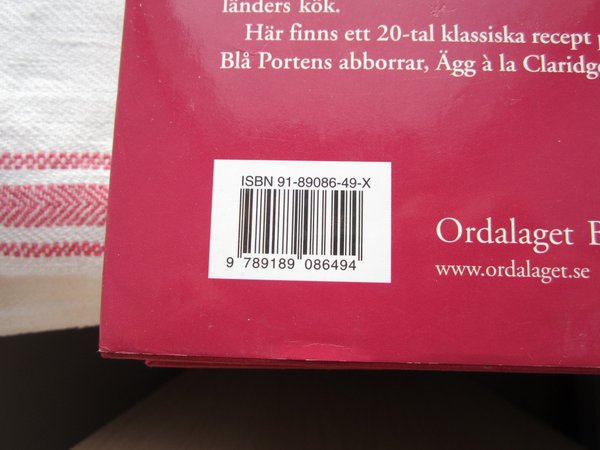 länders kök.
Här finns ett 20-tal klassiska recept
Blå Portens abborrar, Ägg à la Claridge
ISBN 91-89086-49-X
9 789189 086494
Ordalaget
www.ordalaget.se